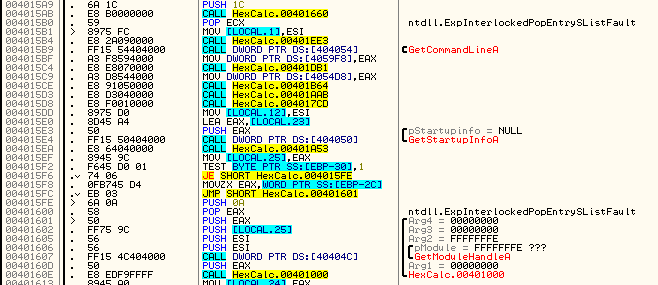 004015A9 . 6A 1C PUSH 1C
004015AB . E8 B0000000 CALL HexCalc.00401660
004015B0 . 59 POP ECX ntdll.ExpInterlockedPopEntrySListFault
004015B1 > 8975 FC MOV [LOCAL.1],ESI
004015B4 . E8 2A090000 CALL HexCalc.00401EE3
004015B9 . FF15 54404000 CALL DWORD PTR DS:[404054] GetCommandLineA
004015BF . A3 F8594000 MOV DWORD PTR DS:[4059F8],EAX
004015C4 . E8 E8070000 CALL HexCalc.00401DB1
004015C9 . A3 D8544000 MOV DWORD PTR DS:[4054D8],EAX
004015CE . E8 91050000 CALL HexCalc.00401B64
004015D3 . E8 D3040000 CALL HexCalc.00401AAB
004015D8 . E8 F0010000 CALL HexCalc.004017CD
004015DD . 8975 D0 MOV [LOCAL.12],ESI
004015E0 . 8D45 A4 LEA EAX,[LOCAL.23]
004015E3 . 50 PUSH EAX pStartupinfo = NULL
004015E4 . FF15 50404000 CALL DWORD PTR DS:[404050] GetStartupInfoA
004015EA . E8 64040000 CALL HexCalc.00401A53
004015EF . 8945 9C MOV [LOCAL.25],EAX
004015F2 . F645 D0 01 TEST BYTE PTR SS:[EBP-30],1
004015F6 . 74 06 JE SHORT HexCalc.004015FE
004015F8 . 0FB745 D4 MOVZX EAX,WORD PTR SS:[EBP-2C]
004015FC . EB 03 JMP SHORT HexCalc.00401601
004015FE > 6A 0A PUSH 0A
00401600 . 58 POP EAX ntdll.ExpInterlockedPopEntrySListFault
00401601 > 50 PUSH EAX Arg4 = 00000000
00401602 . FF75 9C PUSH [LOCAL.25] Arg3 = 00000000
00401605 . 56 PUSH ESI Arg2 = FFFFFFFE
00401606 . 56 PUSH ESI pModule = FFFFFFFE ???
00401607 . FF15 4C404000 CALL DWORD PTR DS:[40404C] GetModuleHandleA
0040160D . 50 PUSH EAX Arg1 = 00000000
0040160E . E8 EDF9FFFF CALL HexCalc.00401000 HexCalc.00401000
00401613 . 8945 A0 MOV [LOCAL.24],EAX